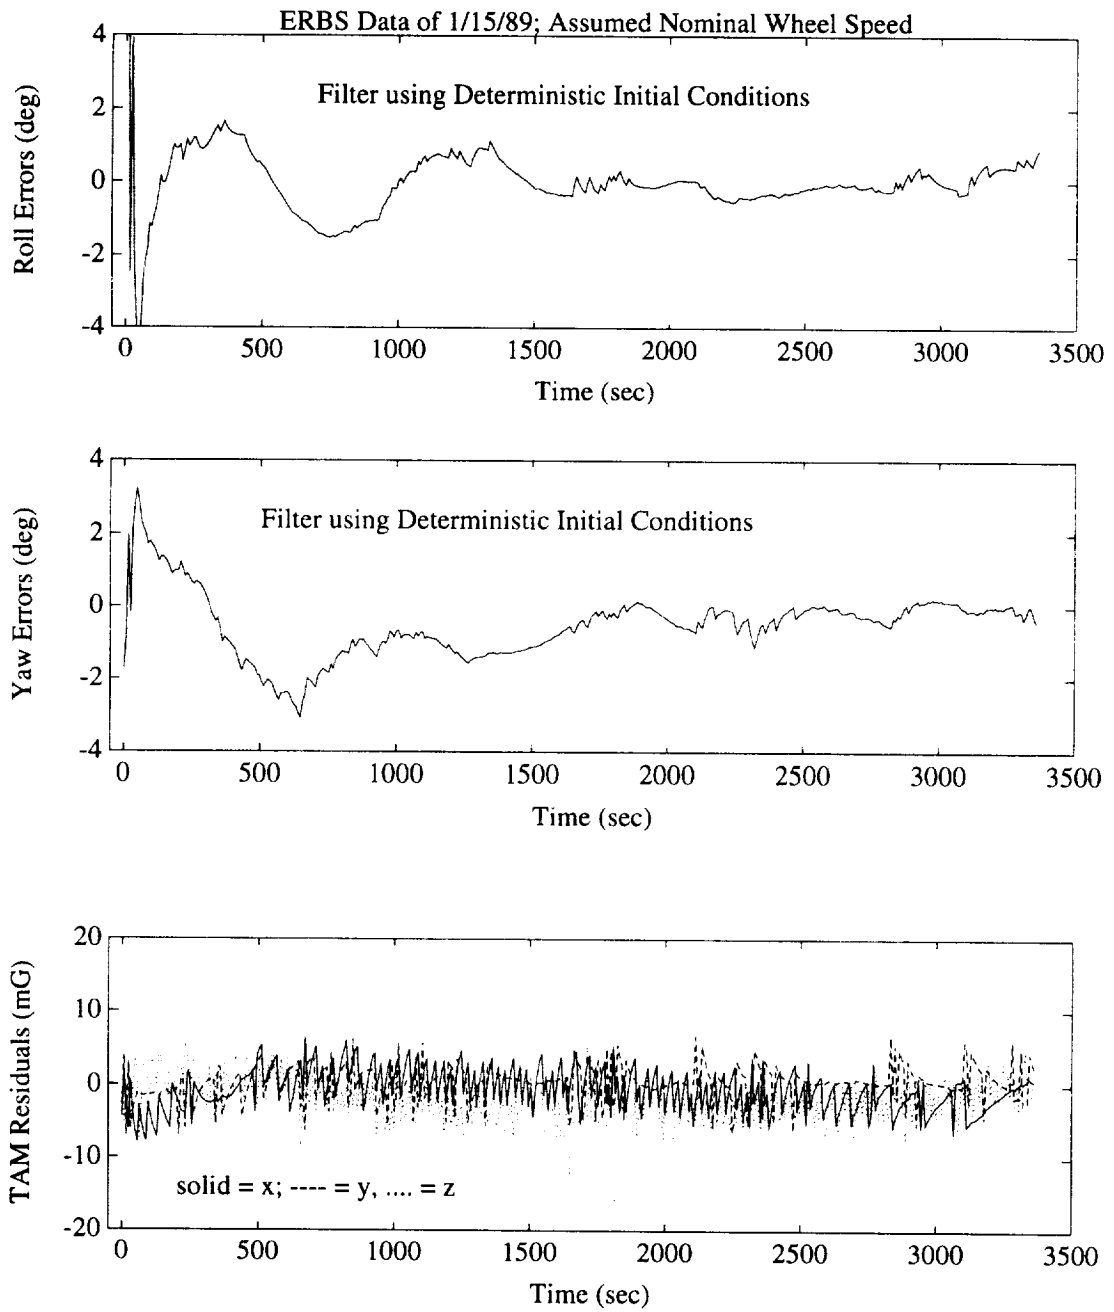 ERBS Data of 1/15/89; Assumed Nominal Wheel Speed
4
2
0
-2
-4
Roll Errors (deg)
Filter using Deterministic Initial Conditions
0 500 1000 1500 2000 2500 3000 3500
Time (sec)
4
2
0
-2
-4
Yaw Errors (deg)
Filter using Deterministic Initial Conditions
0 500 1000 1500 2000 2500 3000 3500
Time (sec)
20
10
0
-10
-20
TAM Residuals (mG)
solid = x; ---- = y, .... = z
0 500 1000 1500 2000 2500 3000 3500
Time (sec)